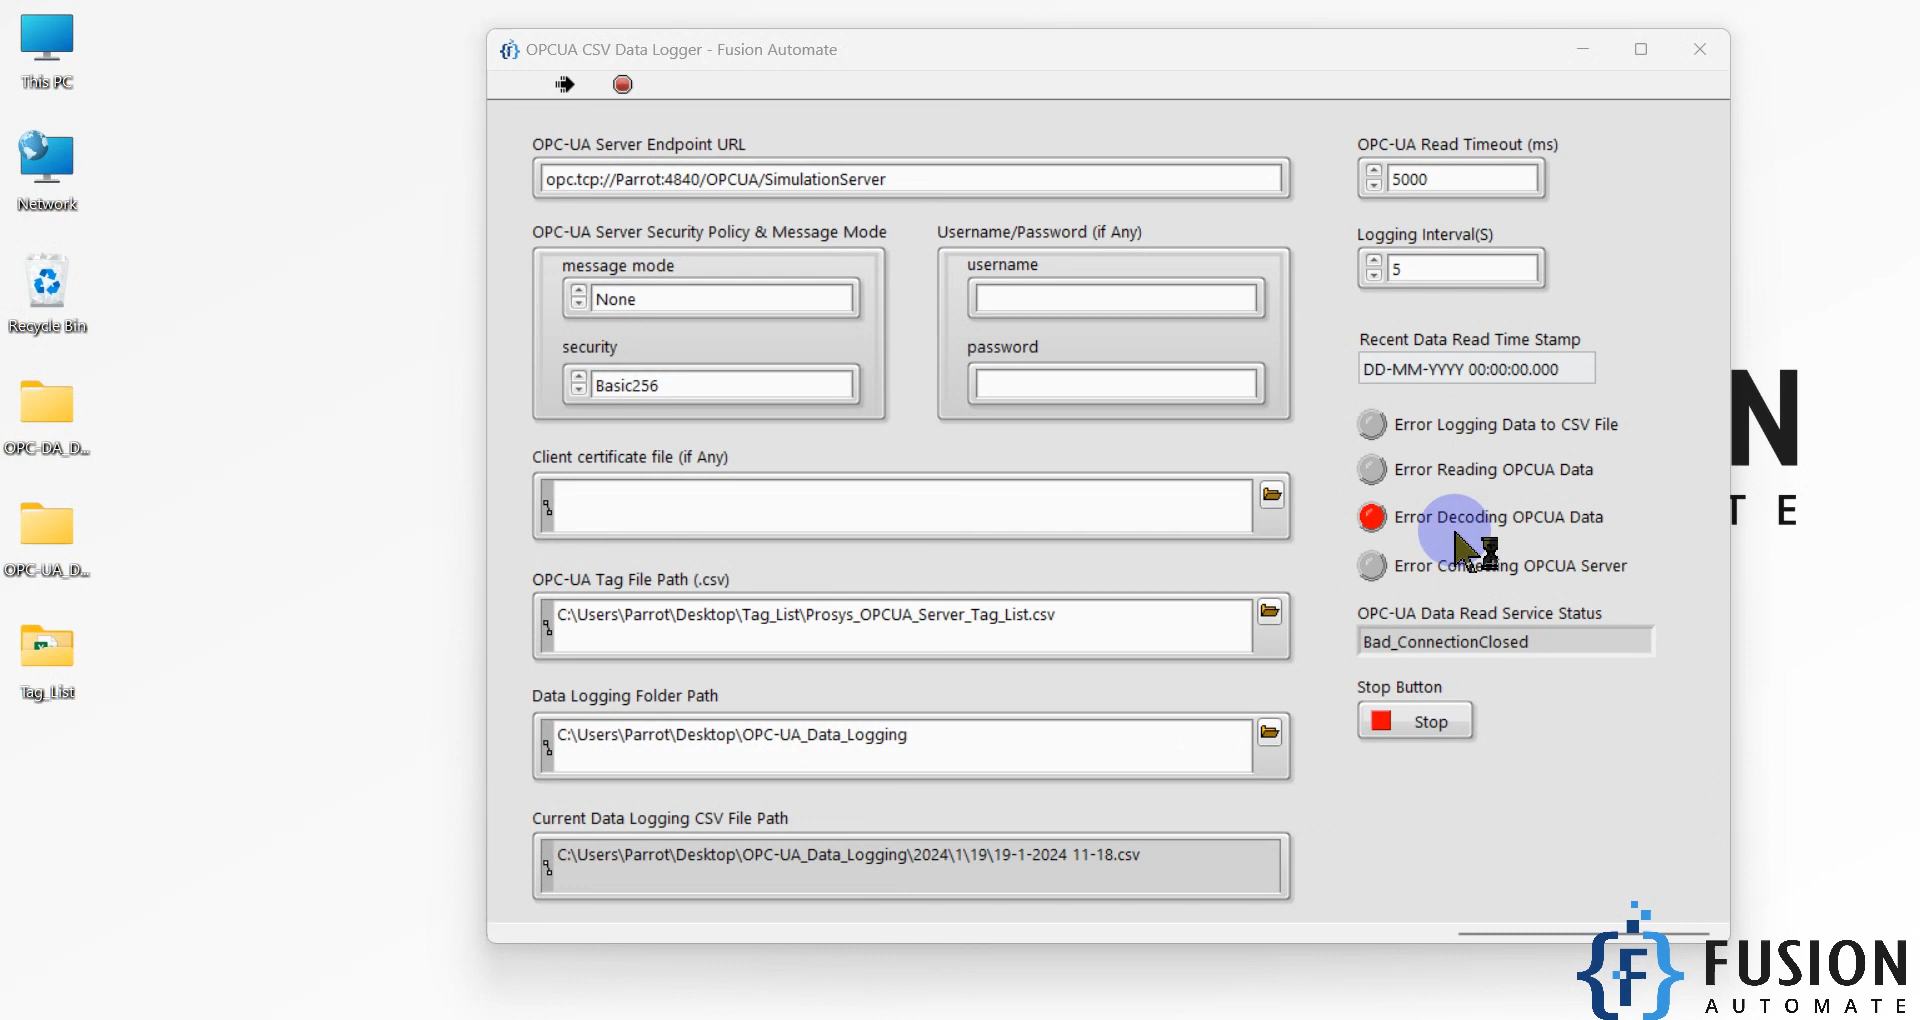 This PC
Network
Recycle Bin
OPC-DA_D...
OPC-UA_D...
Tag_List
OPCUA CSV Data Logger - Fusion Automate
OPC-UA Server Endpoint URL
opc.tcp://Parrot:4840/OPCUA/SimulationServer
OPC-UA Server Security Policy & Message Mode
message mode
None
security
Basic256
Username/Password (if Any)
username
password
Client certificate file (if Any)
OPC-UA Tag File Path (.csv)
C:\Users\Parrot\Desktop\Tag_List\Prosys_OPCUA_Server_Tag_List.csv
Data Logging Folder Path
C:\Users\Parrot\Desktop\OPC-UA_Data_Logging
Current Data Logging CSV File Path
C:\Users\Parrot\Desktop\OPC-UA_Data_Logging\2024\1\19\19-1-2024 11-18.csv
OPC-UA Read Timeout (ms)
5000
Logging Interval(S)
5
Recent Data Read Time Stamp
DD-MM-YYYY 00:00:00.000
Error Logging Data to CSV File
Error Reading OPCUA Data
Error Decoding OPCUA Data
Error OPCUA Server
OPC-UA Data Read Service Status
Bad_ConnectionClosed
Stop Button
Stop
N
T E
FUSION
AUTOMATE